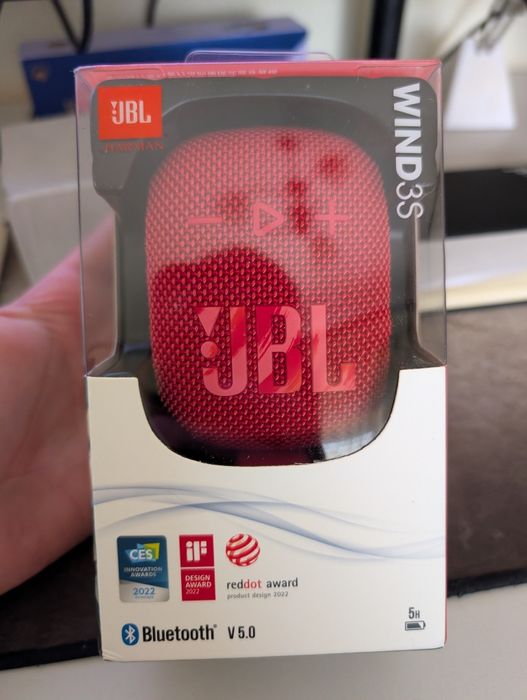 JBL
HARMAN
WIND3S
− +
JBL
CES
INNOVATION
AWARDS
2022
iF
DESIGN
AWARD
2022
reddot award
product design 2022
Bluetooth® V 5.0
5H